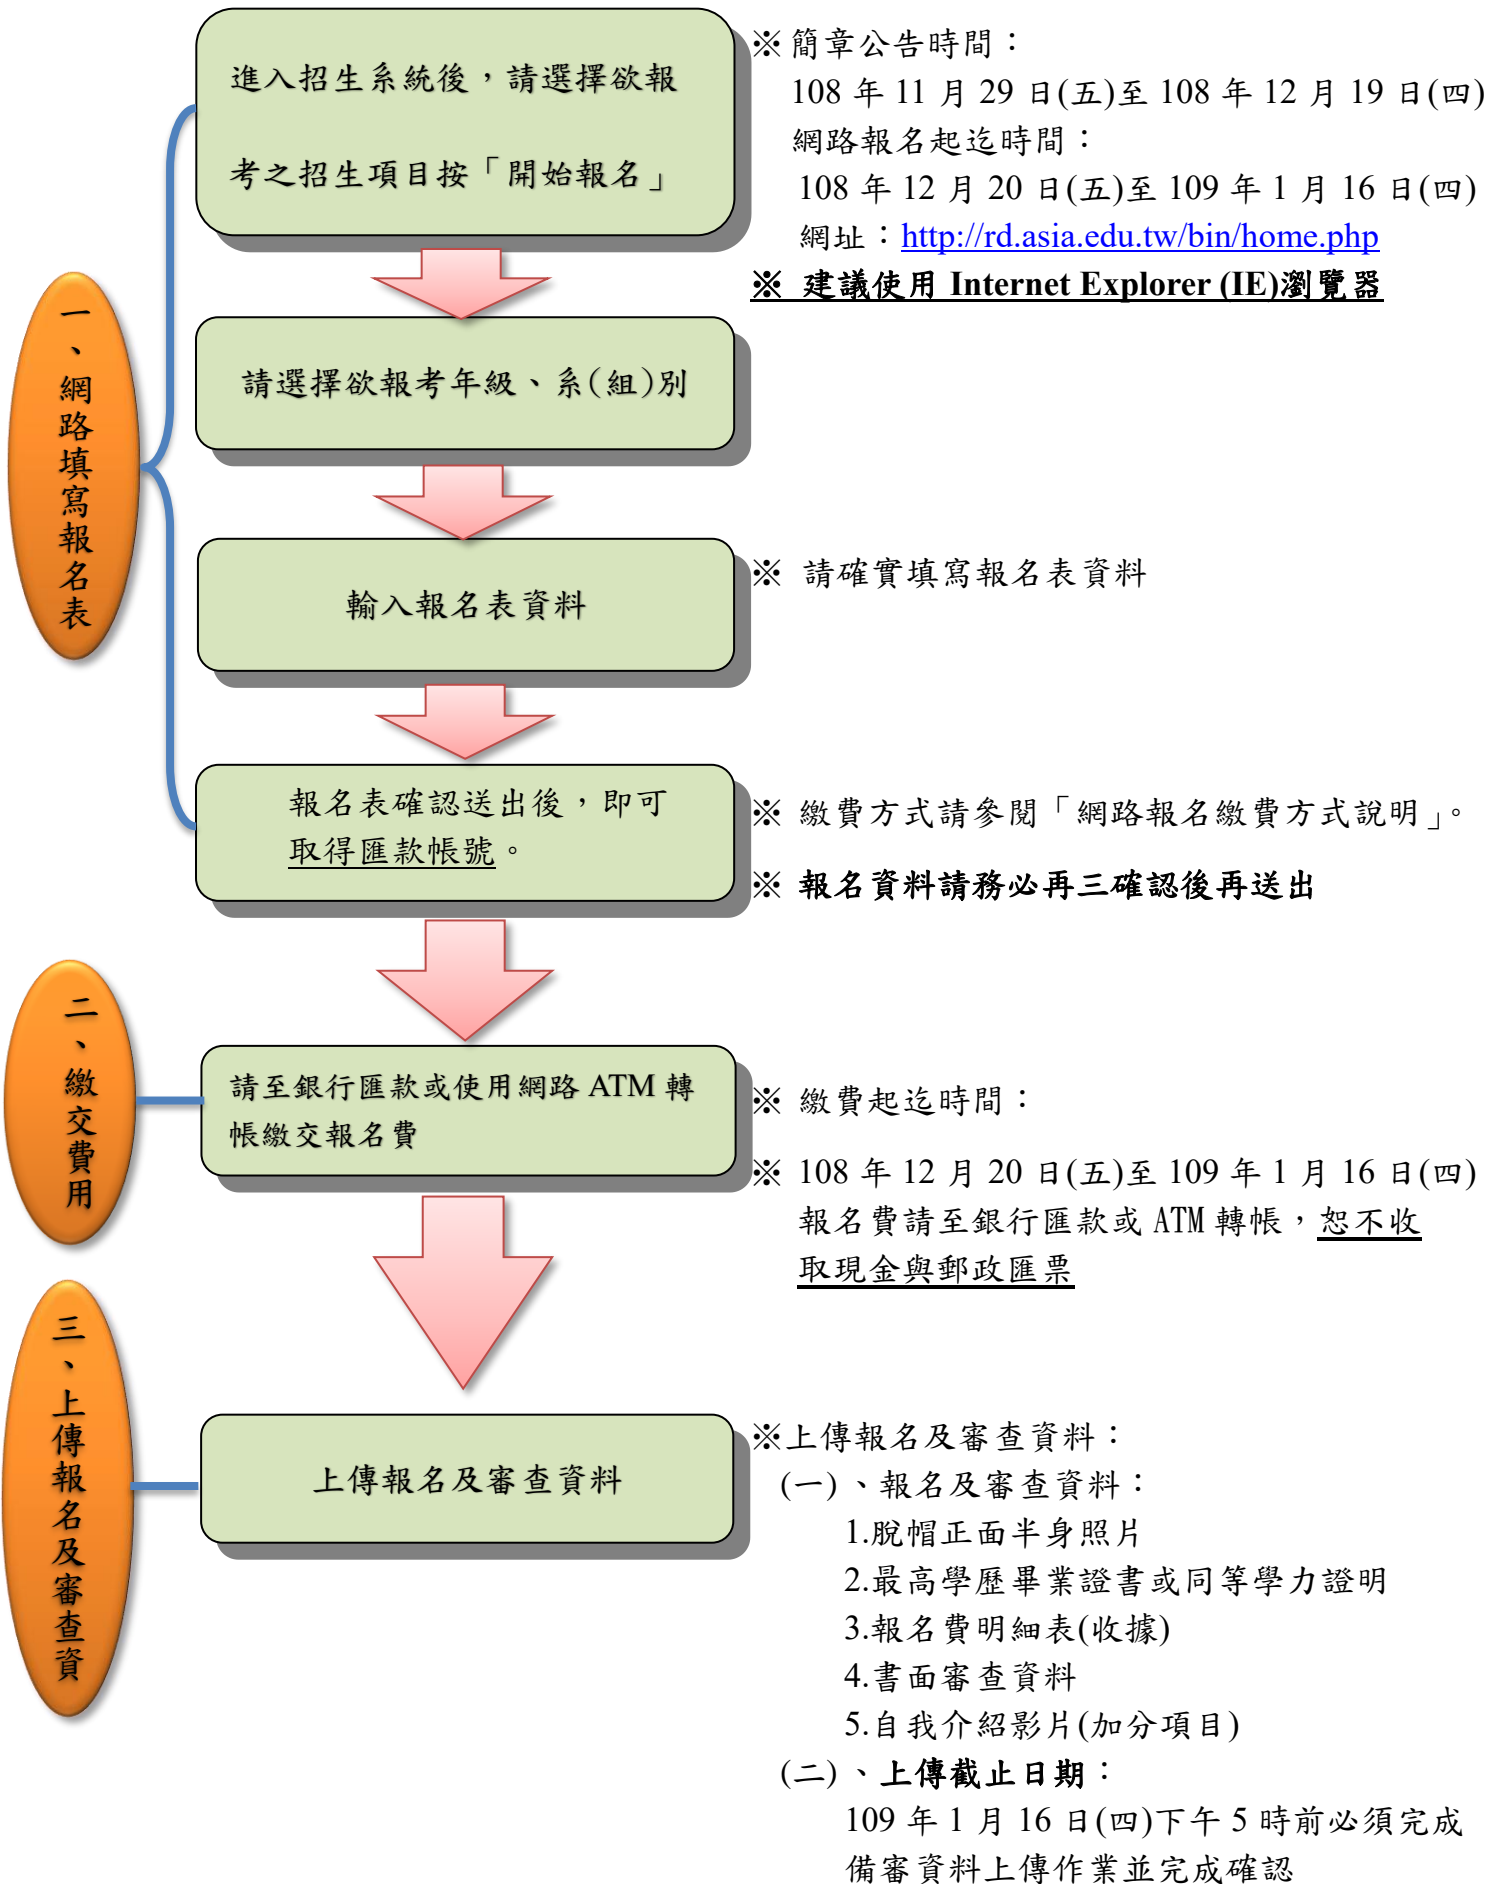 一、網路填寫報名表
進入招生系統後，請選擇欲報
考之招生項目按「開始報名」
※簡章公告時間：
108 年 11 月 29 日(五)至 108 年 12 月 19 日(四)
網路報名起迄時間：
108 年 12 月 20 日(五)至 109 年 1 月 16 日(四)
網址：http://rd.asia.edu.tw/bin/home.php
※ 建議使用 Internet Explorer (IE)瀏覽器
請選擇欲報考年級、系(組)別
輸入報名表資料
※ 請確實填寫報名表資料
報名表確認送出後，即可
取得匯款帳號。
※ 繳費方式請參閱「網路報名繳費方式說明」。
※ 報名資料請務必再三確認後再送出
二、繳交費用
請至銀行匯款或使用網路 ATM 轉
帳繳交報名費
※ 繳費起迄時間：
※ 108 年 12 月 20 日(五)至 109 年 1 月 16 日(四)
報名費請至銀行匯款或 ATM 轉帳，恕不收
取現金與郵政匯票
三、上傳報名及審查資
上傳報名及審查資料
※上傳報名及審查資料：
(一)、報名及審查資料：
1.脫帽正面半身照片
2.最高學歷畢業證書或同等學力證明
3.報名費明細表(收據)
4.書面審查資料
5.自我介紹影片(加分項目)
(二)、上傳截止日期：
109 年 1 月 16 日(四)下午 5 時前必須完成
備審資料上傳作業並完成確認